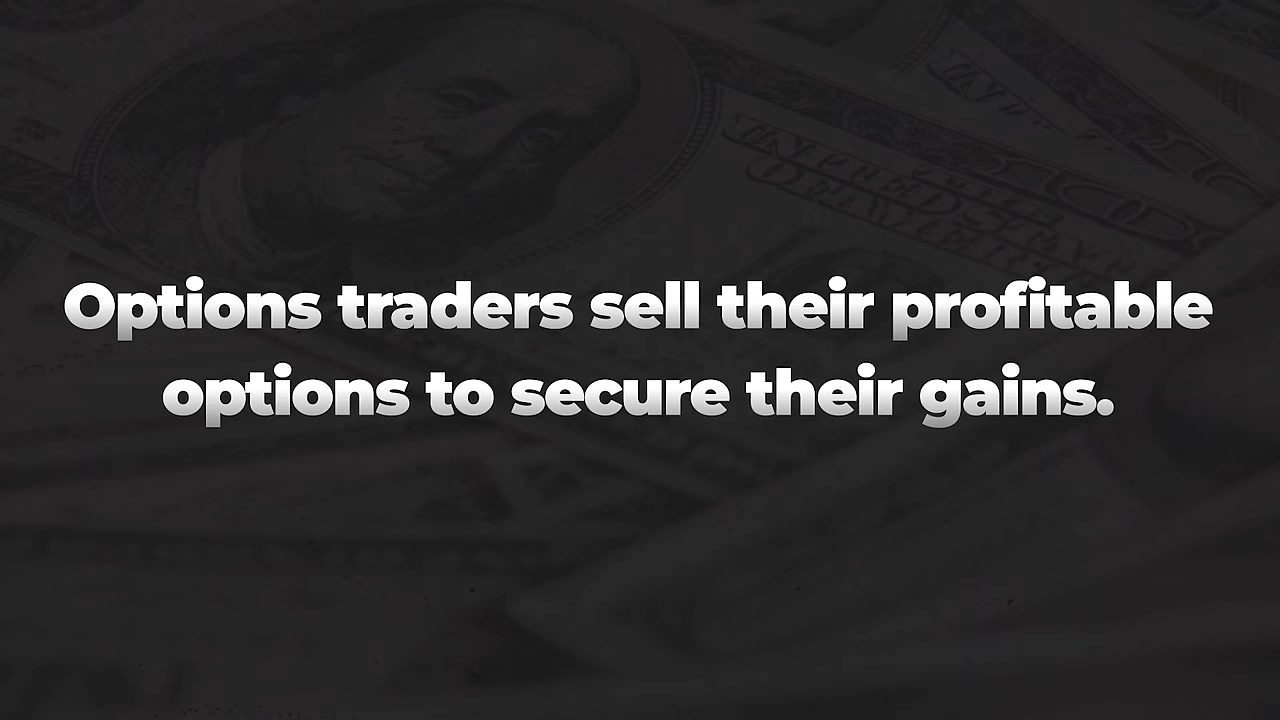 Options traders sell their profitable
options to secure their gains.